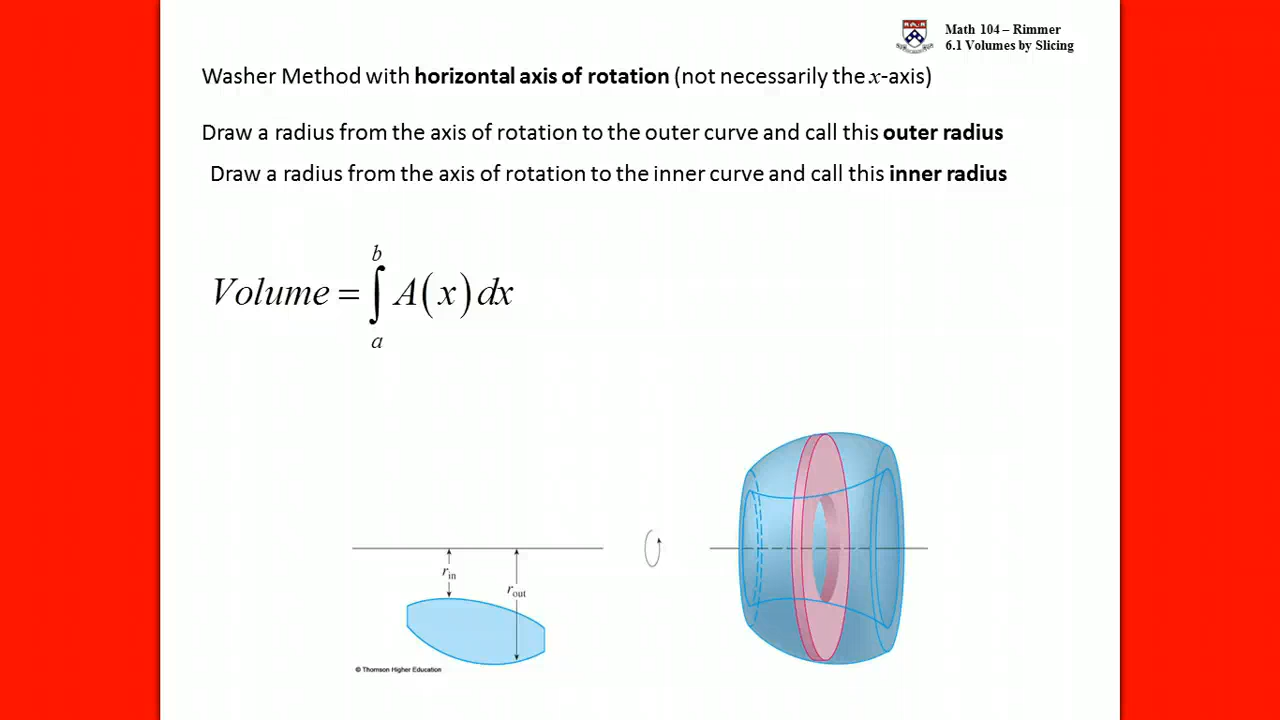 Math 104 – Rimmer
6.1 Volumes by Slicing
Washer Method with horizontal axis of rotation (not necessarily the x-axis)
Draw a radius from the axis of rotation to the outer curve and call this outer radius
Draw a radius from the axis of rotation to the inner curve and call this inner radius
b
Volume = ∫ A(x) dx
a
r_in
r_out
© Thomson Higher Education